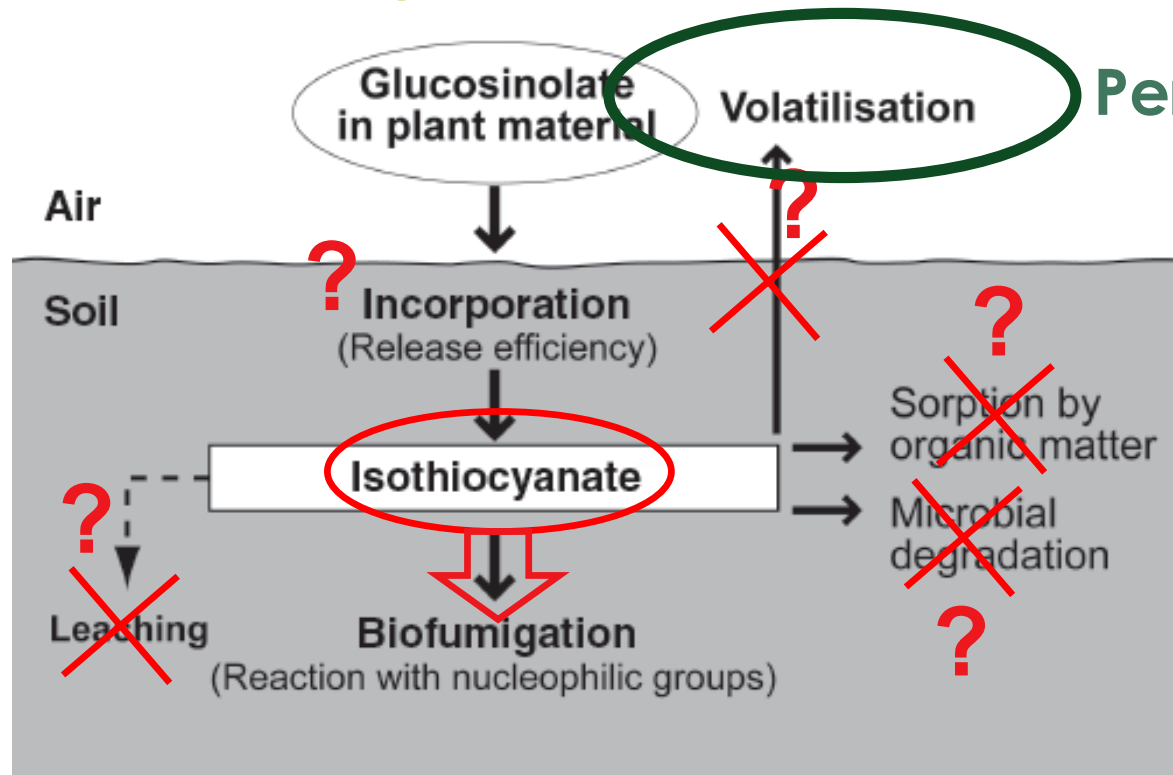 Glucosinolate
in plant material
Volatilisation
Air
?
?
Soil
Incorporation
(Release efficiency)
?
Sorption by
organic matter
Isothiocyanate
?
Microbial
degradation
Leaching
Biofumigation
(Reaction with nucleophilic groups)
?